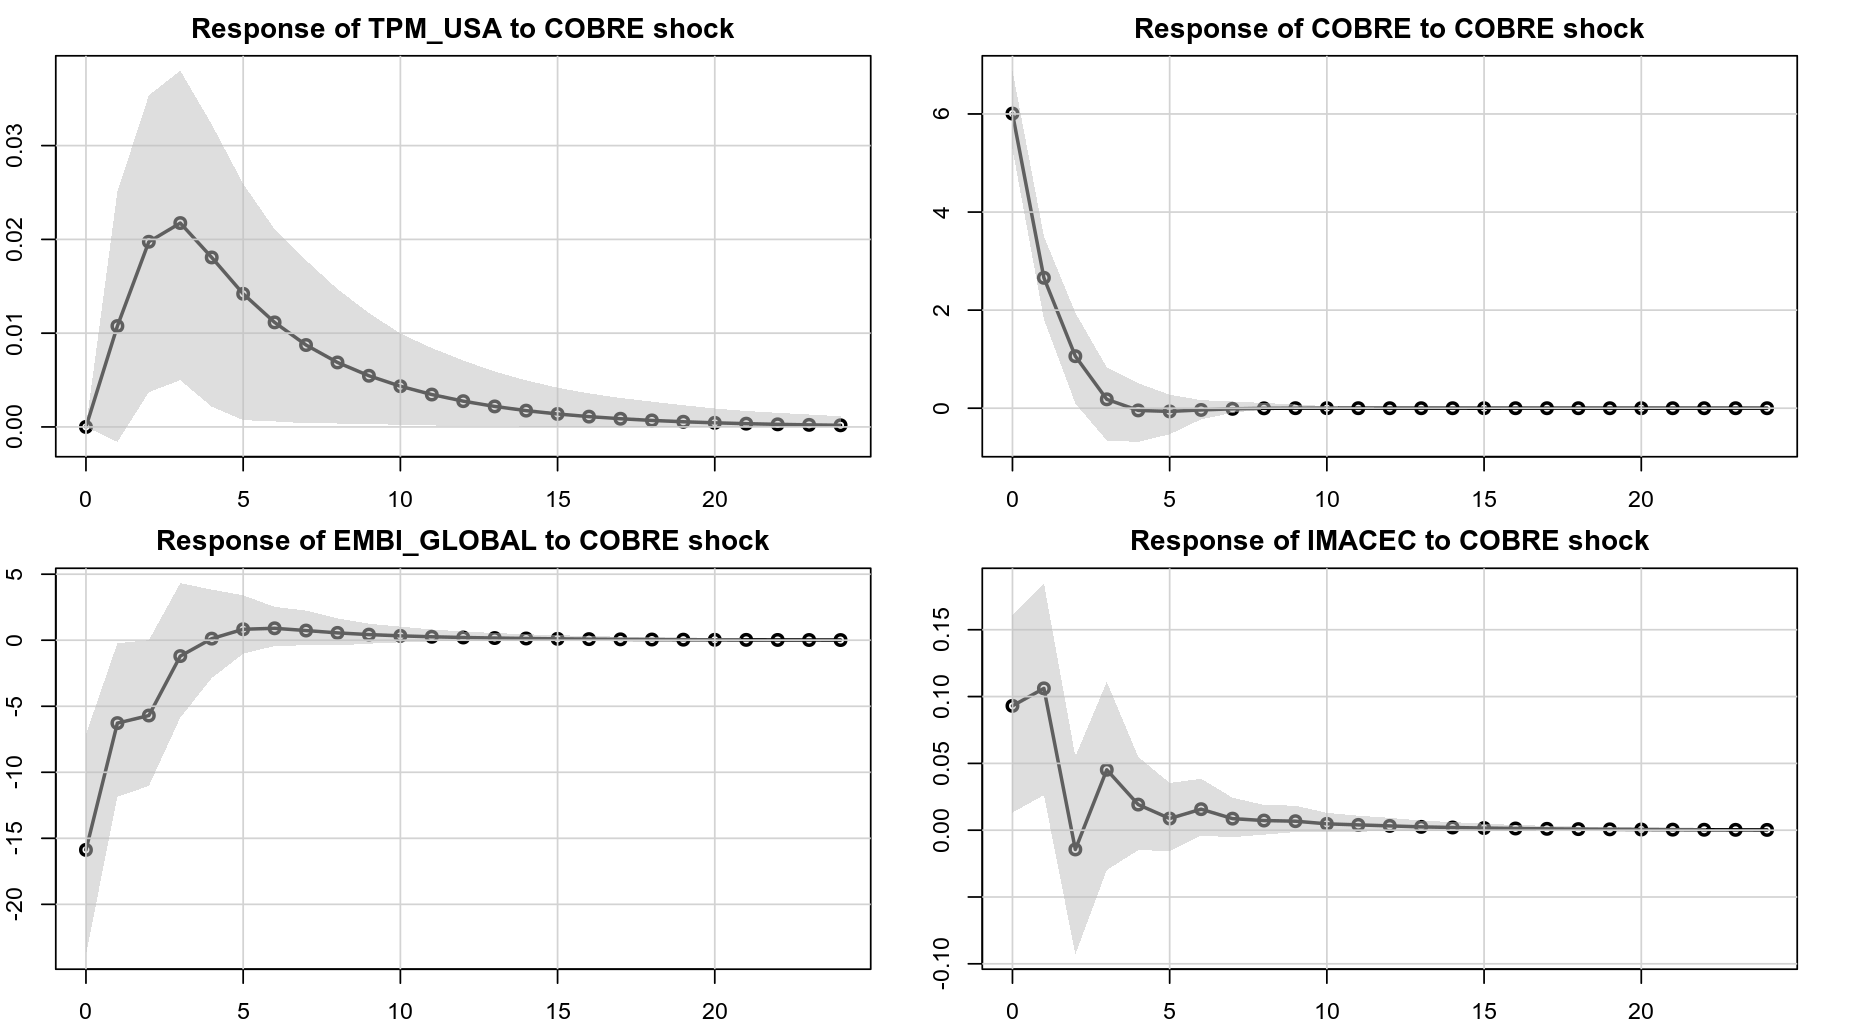 Response of TPM_USA to COBRE shock
0.03
0.02
0.01
0.00
0 5 10 15 20
Response of COBRE to COBRE shock
6
4
2
0
0 5 10 15 20
Response of EMBI_GLOBAL to COBRE shock
5
0
-5
-10
-15
-20
0 5 10 15 20
Response of IMACEC to COBRE shock
0.15
0.10
0.05
0.00
-0.10
0 5 10 15 20